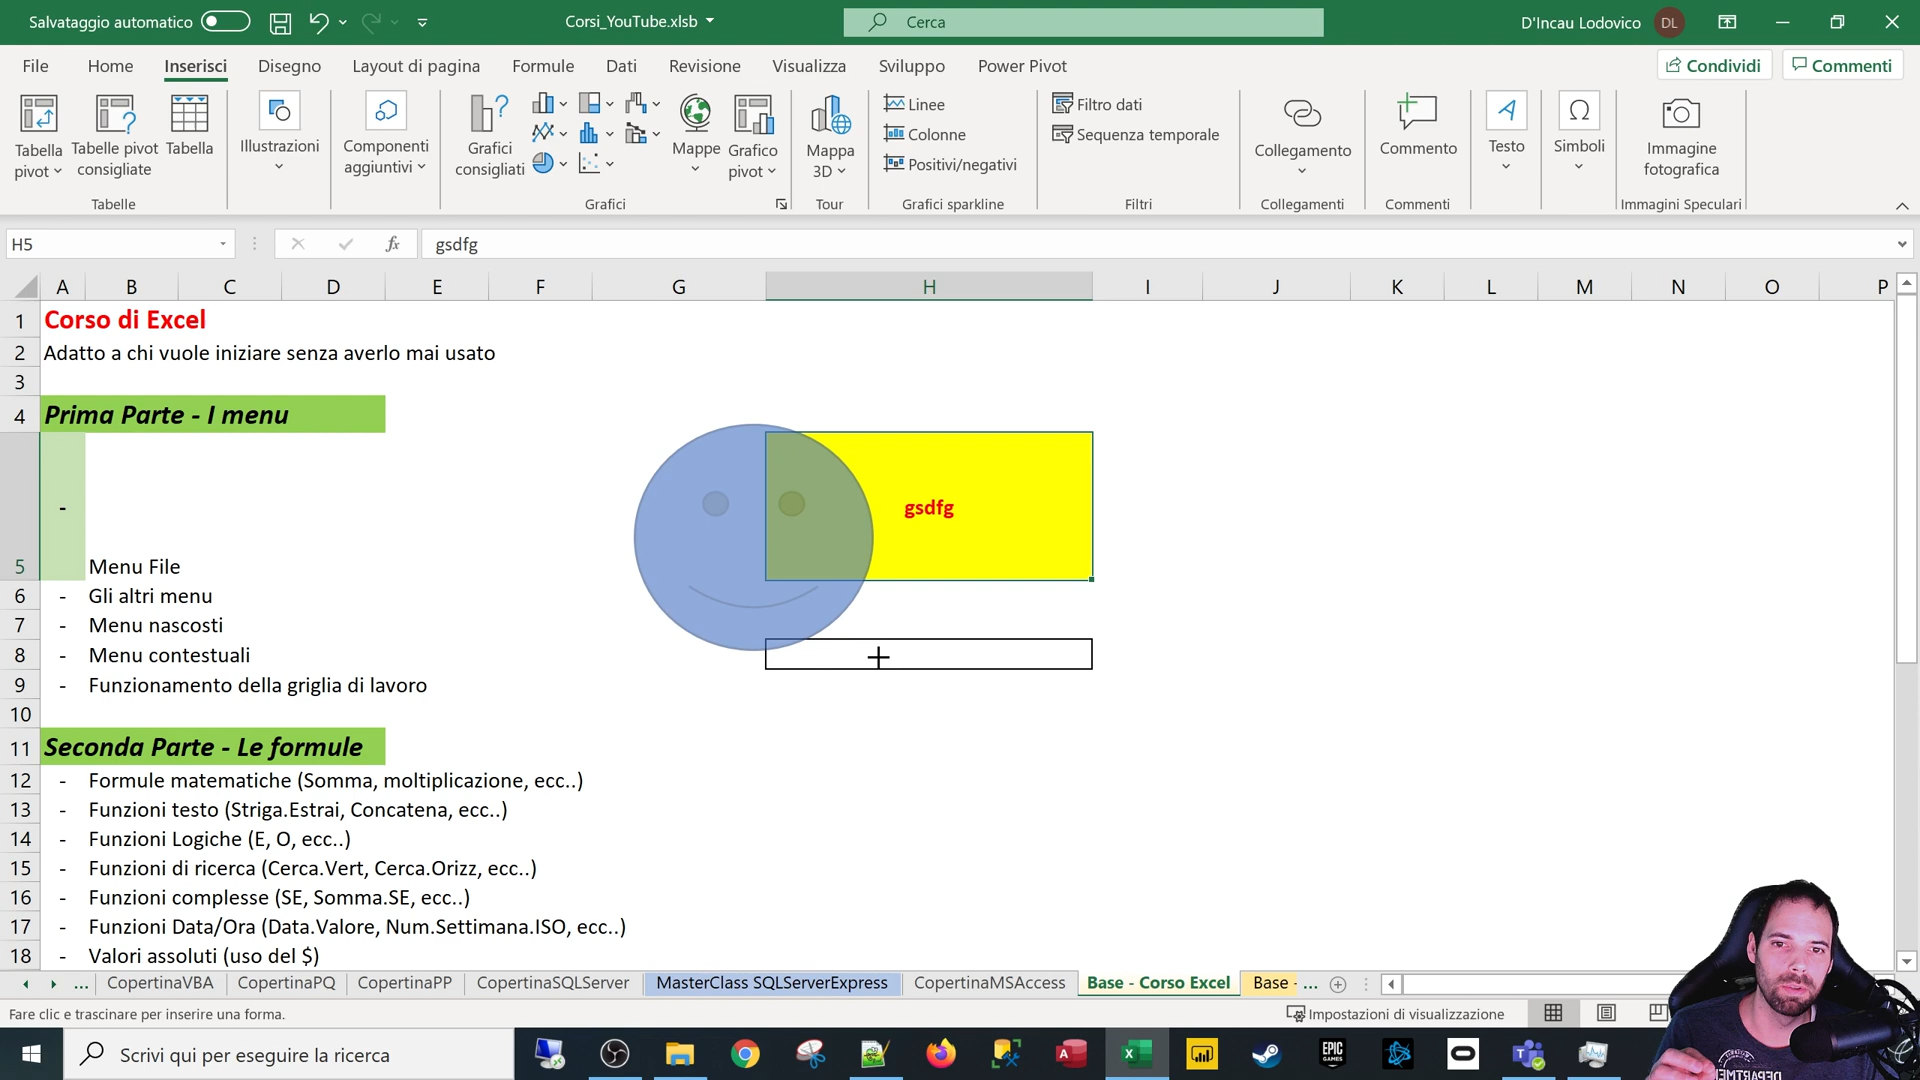 Salvataggio automatico
Corsi_YouTube.xlsb
Cerca
D'Incau Lodovico
DL
File
Home
Inserisci
Disegno
Layout di pagina
Formule
Dati
Revisione
Visualizza
Sviluppo
Power Pivot
Condividi
Commenti
Tabella
pivot
Tabelle pivot
consigliate
Tabella
Tabelle
Illustrazioni
Componenti
aggiuntivi
Grafici
consigliati
Mappe
Grafico
pivot
Grafici
Mappa
3D
Tour
Linee
Colonne
Positivi/negativi
Grafici sparkline
Filtro dati
Sequenza temporale
Filtri
Collegamento
Collegamenti
Commento
Commenti
Testo
Simboli
Immagine
fotografica
Immagini Speculari
H5
fx
gsdfg
A B C D E F G H I J K L M N O P
1 Corso di Excel
2 Adatto a chi vuole iniziare senza averlo mai usato
3
4 Prima Parte - I menu
gsdfg
5 - Menu File
6 - Gli altri menu
7 - Menu nascosti
8 - Menu contestuali
9 - Funzionamento della griglia di lavoro
10
11 Seconda Parte - Le formule
12 - Formule matematiche (Somma, moltiplicazione, ecc..)
13 - Funzioni testo (Striga.Estrai, Concatena, ecc..)
14 - Funzioni Logiche (E, O, ecc..)
15 - Funzioni di ricerca (Cerca.Vert, Cerca.Orizz, ecc..)
16 - Funzioni complesse (SE, Somma.SE, ecc..)
17 - Funzioni Data/Ora (Data.Valore, Num.Settimana.ISO, ecc..)
18 - Valori assoluti (uso del $)
... CopertinaVBA CopertinaPQ CopertinaPP CopertinaSQLServer MasterClass SQLServerExpress CopertinaMSAccess Base - Corso Excel Base - ...
Fare clic e trascinare per inserire una forma.
Impostazioni di visualizzazione
Scrivi qui per eseguire la ricerca
EPIC
GAMES